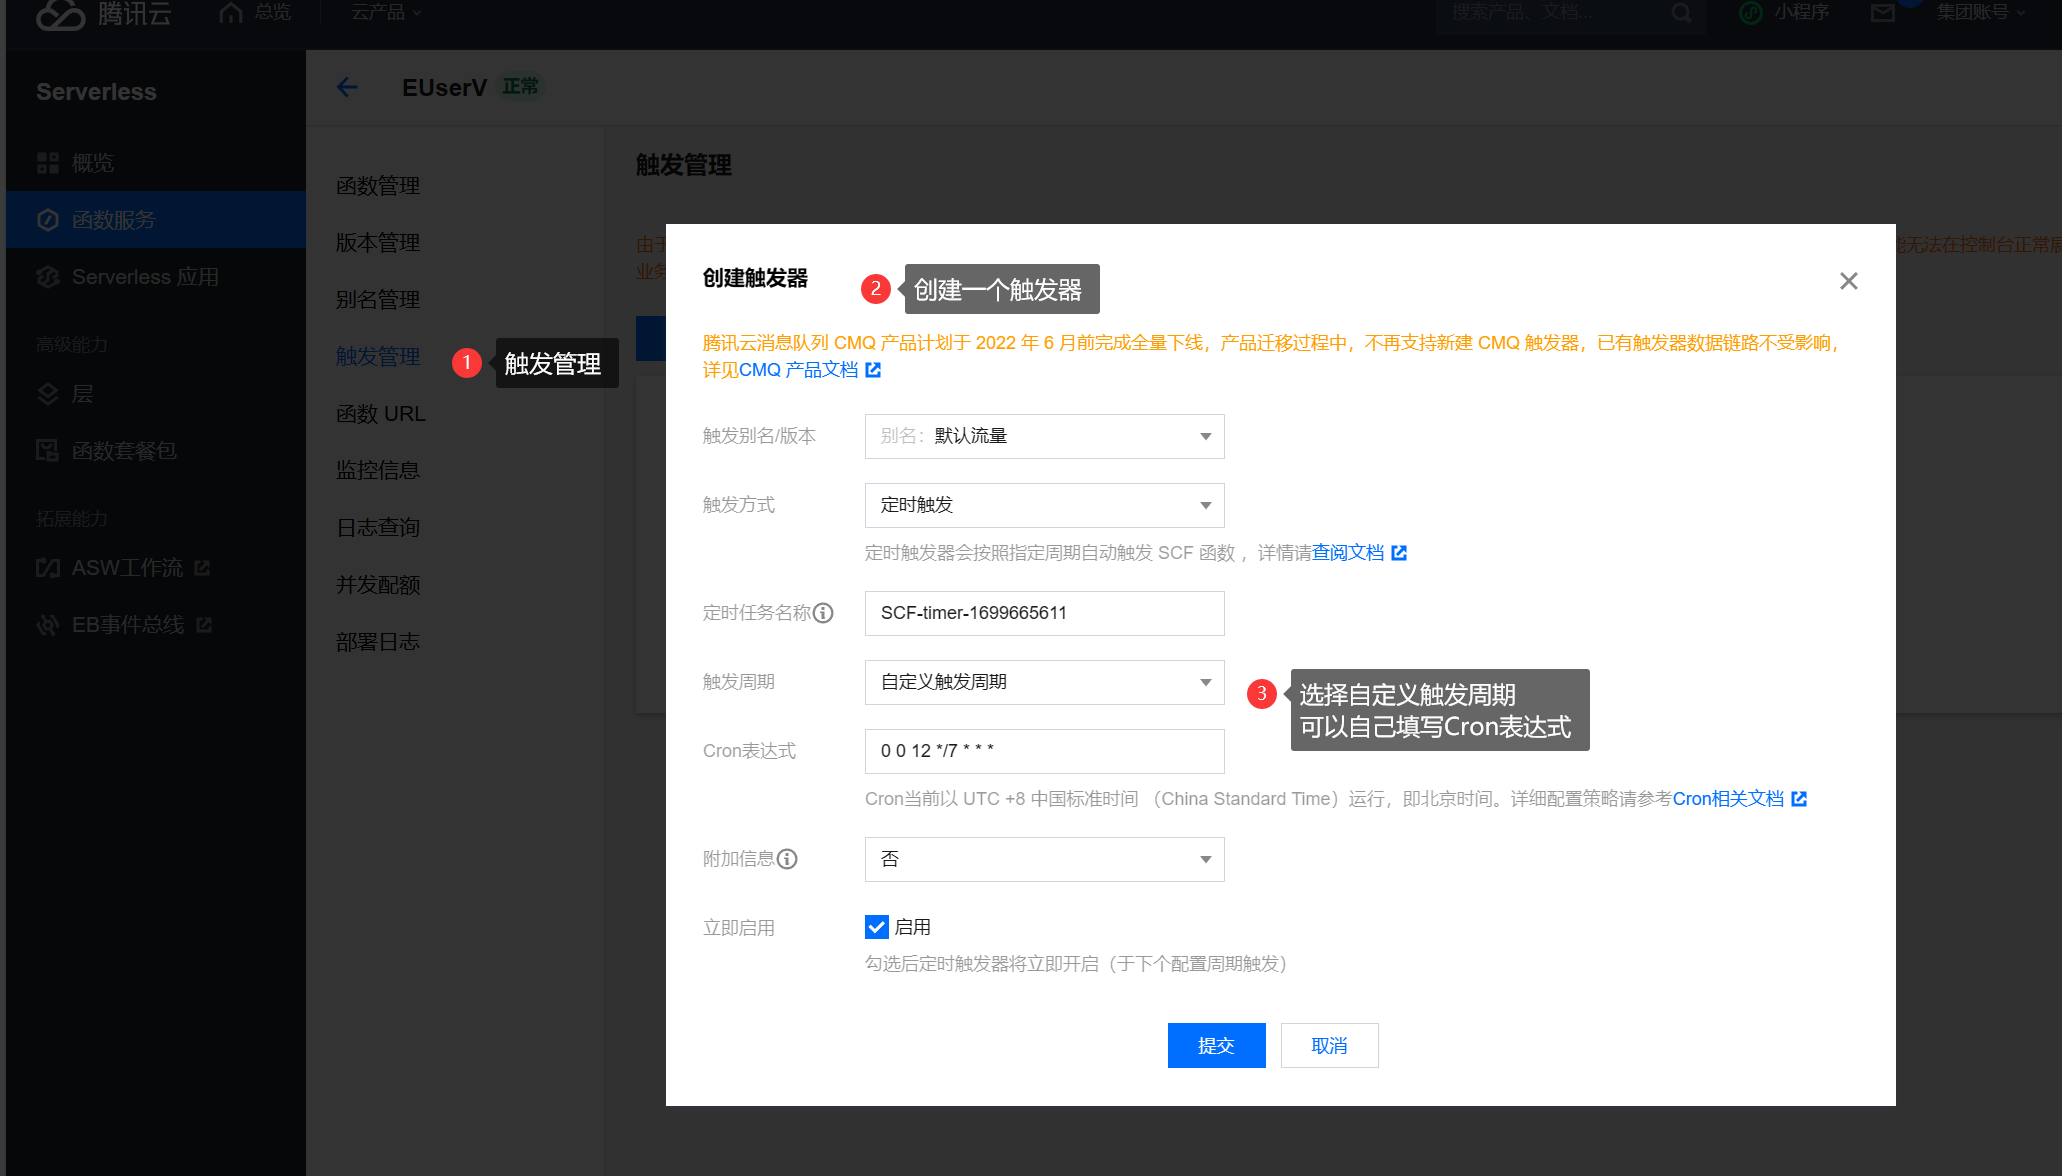 腾讯云
总览
云产品
搜索产品、文档...
小程序
集团账号
Serverless
概览
函数服务
Serverless 应用
高级能力
层
函数套餐包
拓展能力
ASW工作流
EB事件总线
EUserV 正常
函数管理
版本管理
别名管理
触发管理
函数 URL
监控信息
日志查询
并发配额
部署日志
1 触发管理
触发管理
由于
业务
能无法在控制台正常展
创建触发器
2 创建一个触发器
腾讯云消息队列 CMQ 产品计划于 2022 年 6 月前完成全量下线，产品迁移过程中，不再支持新建 CMQ 触发器，已有触发器数据链路不受影响，
详见CMQ 产品文档
触发别名/版本 别名：默认流量
触发方式 定时触发
定时触发器会按照指定周期自动触发 SCF 函数 ，详情请查阅文档
定时任务名称 SCF-timer-1699665611
触发周期 自定义触发周期
3 选择自定义触发周期
可以自己填写Cron表达式
Cron表达式 0 0 12 */7 * * *
Cron当前以 UTC +8 中国标准时间 （China Standard Time）运行，即北京时间。详细配置策略请参考Cron相关文档
附加信息 否
立即启用 启用
勾选后定时触发器将立即开启（于下个配置周期触发）
提交 取消